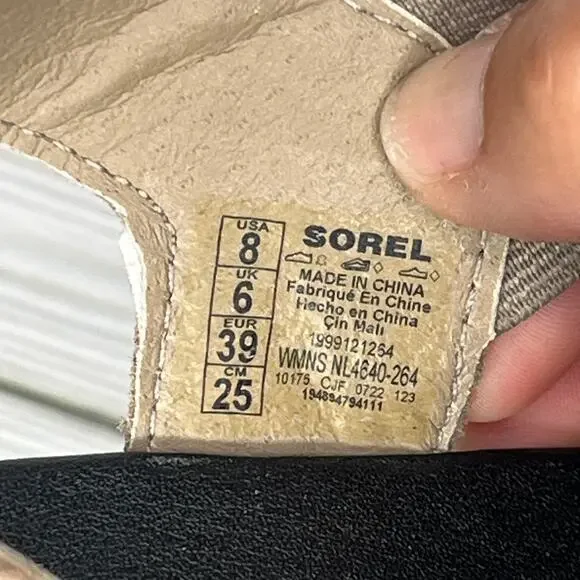 USA
8
UK
6
EUR
39
CM
25
SOREL
MADE IN CHINA
Fabriqué En Chine
Hecho en China
Çin Malı
1999121264
WMNS NL4640-264
10175 CJF 0722 123
194894794111